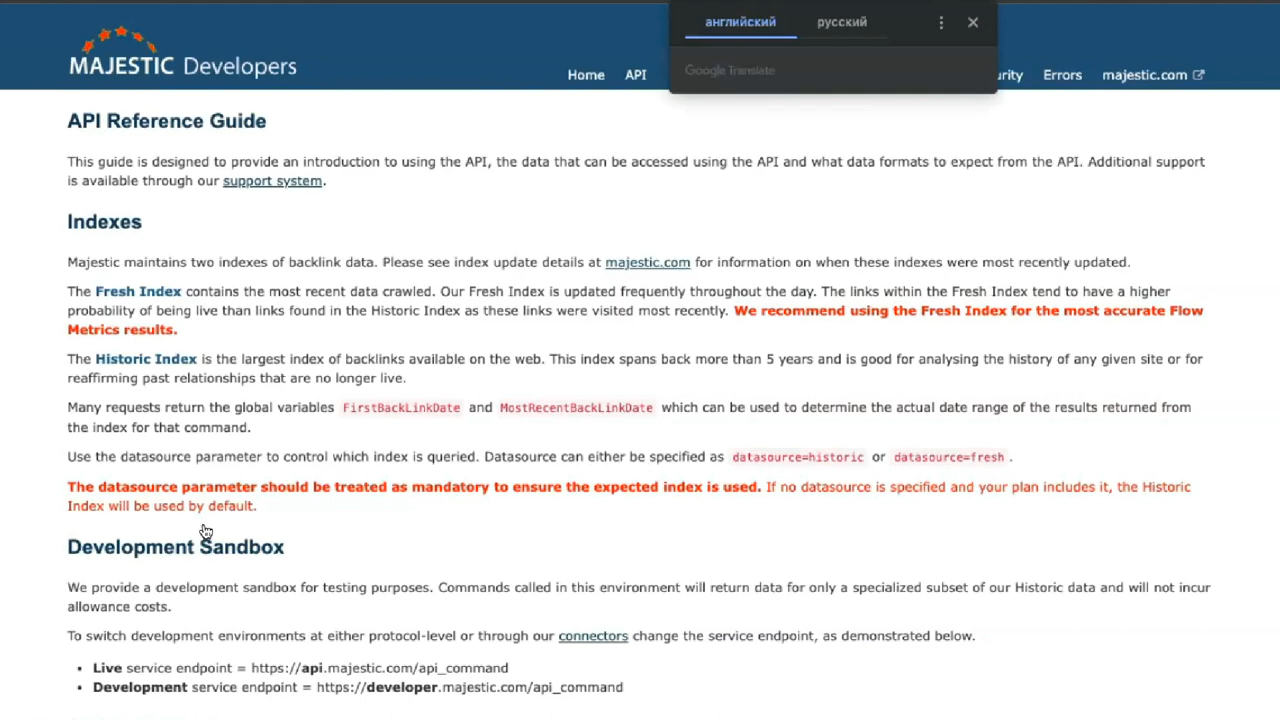 английский русский
Google Translate
MAJESTIC Developers
Home API urity Errors majestic.com
API Reference Guide
This guide is designed to provide an introduction to using the API, the data that can be accessed using the API and what data formats to expect from the API. Additional support
is available through our support system.
Indexes
Majestic maintains two indexes of backlink data. Please see index update details at majestic.com for information on when these indexes were most recently updated.
The Fresh Index contains the most recent data crawled. Our Fresh Index is updated frequently throughout the day. The links within the Fresh Index tend to have a higher
probability of being live than links found in the Historic Index as these links were visited most recently. We recommend using the Fresh Index for the most accurate Flow
Metrics results.
The Historic Index is the largest index of backlinks available on the web. This index spans back more than 5 years and is good for analysing the history of any given site or for
reaffirming past relationships that are no longer live.
Many requests return the global variables FirstBackLinkDate and MostRecentBackLinkDate which can be used to determine the actual date range of the results returned from
the index for that command.
Use the datasource parameter to control which index is queried. Datasource can either be specified as datasource=historic or datasource=fresh .
The datasource parameter should be treated as mandatory to ensure the expected index is used. If no datasource is specified and your plan includes it, the Historic
Index will be used by default.
Development Sandbox
We provide a development sandbox for testing purposes. Commands called in this environment will return data for only a specialized subset of our Historic data and will not incur
allowance costs.
To switch development environments at either protocol-level or through our connectors change the service endpoint, as demonstrated below.
• Live service endpoint = https://api.majestic.com/api_command
• Development service endpoint = https://developer.majestic.com/api_command